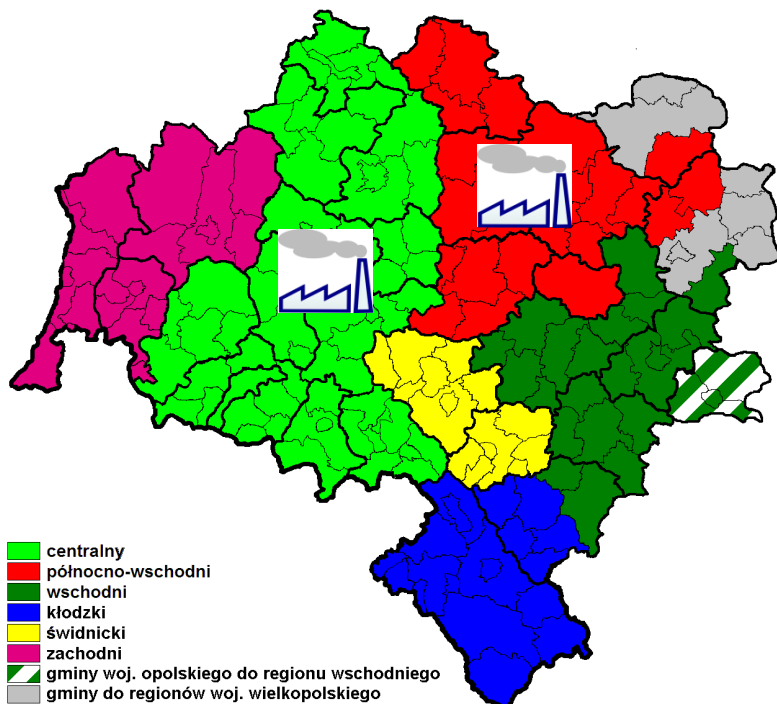 centralny
północno-wschodni
wschodni
kłodzki
świdnicki
zachodni
gminy woj. opolskiego do regionu wschodniego
gminy do regionów woj. wielkopolskiego